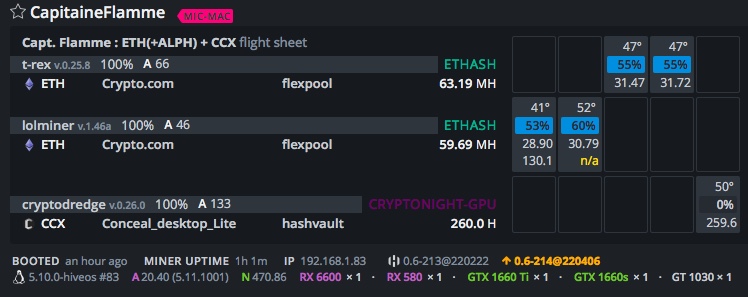 CapitaineFlamme MIC-MAC
Capt. Flamme : ETH(+ALPH) + CCX flight sheet
47° 47°
t-rex v.0.25.8 100% A 66 ETHASH 55% 55%
ETH Crypto.com flexpool 63.19 MH 31.47 31.72
41° 52°
lolminer v.1.46a 100% A 46 ETHASH 53% 60%
ETH Crypto.com flexpool 59.69 MH 28.90 30.79
130.1 n/a
50°
cryptodredge v.0.26.0 100% A 133 CRYPTONIGHT-GPU 0%
CCX Conceal_desktop_Lite hashvault 260.0 H 259.6
BOOTED an hour ago MINER UPTIME 1h 1m IP 192.168.1.83 0.6-213@220222 0.6-214@220406
5.10.0-hiveos #83 A 20.40 (5.11.1001) N 470.86 RX 6600 × 1 · RX 580 × 1 · GTX 1660 Ti × 1 · GTX 1660s × 1 · GT 1030 × 1